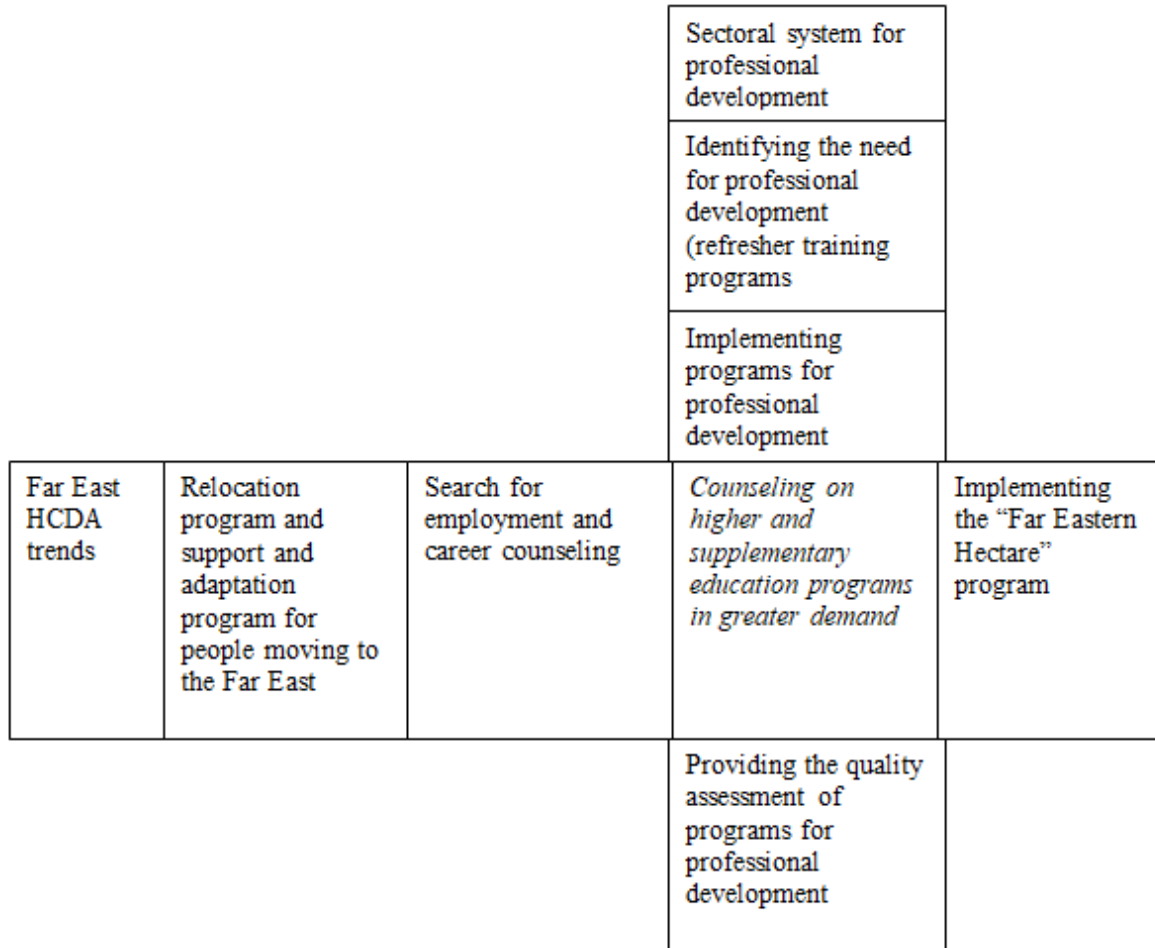 Sectoral system for
professional
development
Identifying the need
for professional
development
(refresher training
programs
Implementing
programs for
professional
development
Far East
HCDA
trends
Relocation
program and
support and
adaptation
program for
people moving to
the Far East
Search for
employment and
career counseling
Counseling on
higher and
supplementary
education programs
in greater demand
Implementing
the “Far Eastern
Hectare”
program
Providing the quality
assessment of
programs for
professional
development